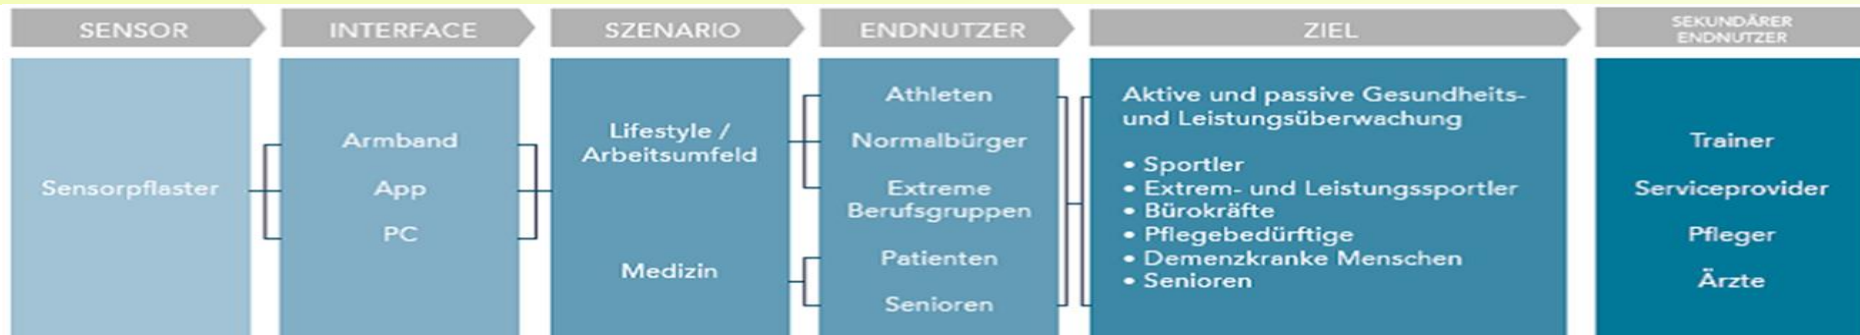 SENSOR
INTERFACE
SZENARIO
ENDNUTZER
ZIEL
SEKUNDÄRER
ENDNUTZER
Sensorpflaster
Armband
App
PC
Lifestyle /
Arbeitsumfeld
Medizin
Athleten
Normalbürger
Extreme
Berufsgruppen
Patienten
Senioren
Aktive und passive Gesundheits-
und Leistungsüberwachung
• Sportler
• Extrem- und Leistungssportler
• Bürokräfte
• Pflegebedürftige
• Demenzkranke Menschen
• Senioren
Trainer
Serviceprovider
Pfleger
Ärzte